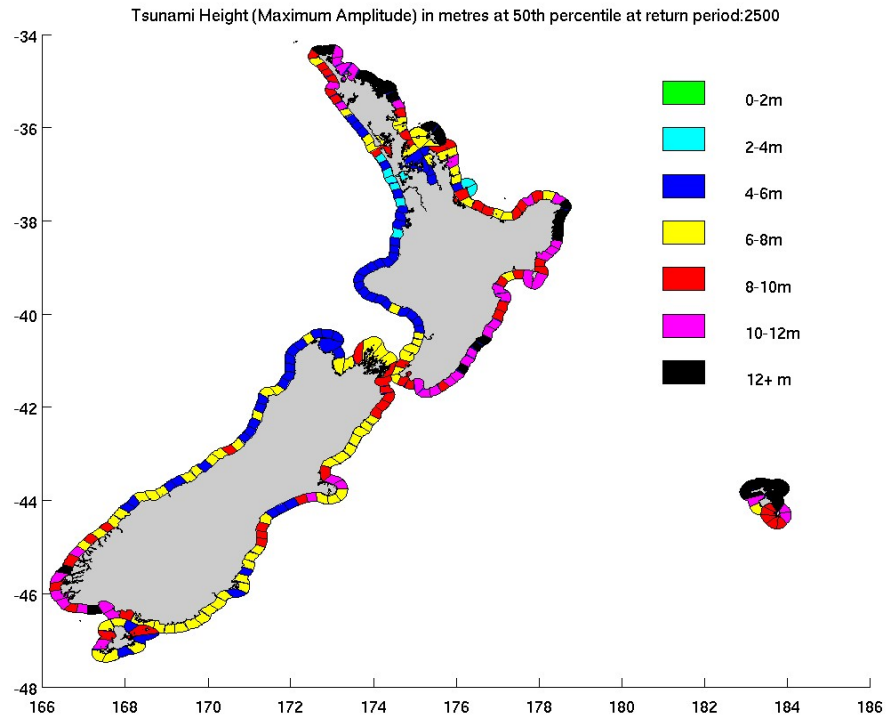 Tsunami Height (Maximum Amplitude) in metres at 50th percentile at return period:2500
-34
-36
-38
-40
-42
-44
-46
-48
0-2m
2-4m
4-6m
6-8m
8-10m
10-12m
12+ m
166 168 170 172 174 176 178 180 182 184 186